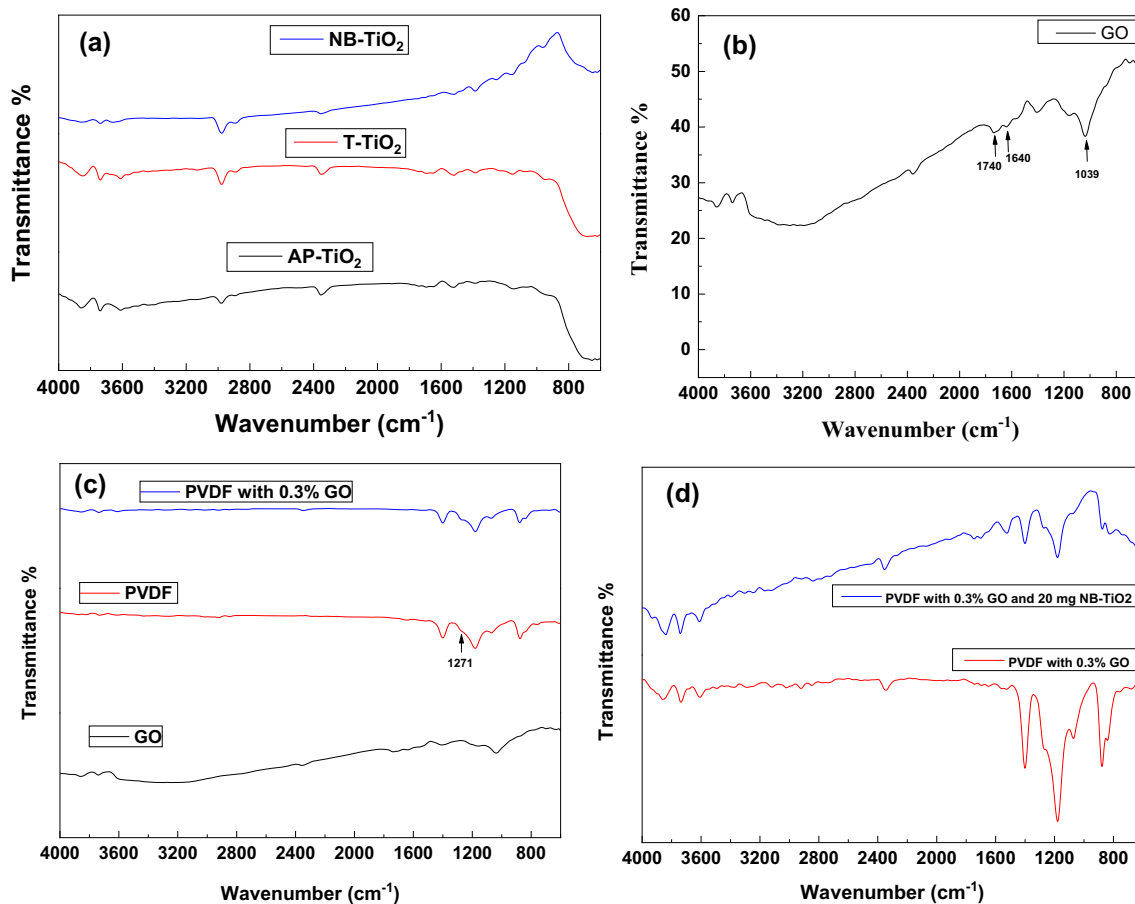 (a)
NB-TiO₂
T-TiO₂
AP-TiO₂
Transmittance %
4000 3600 3200 2800 2400 2000 1600 1200 800
Wavenumber (cm⁻¹)
(b)
GO
60
50
40
30
20
10
0
1740
1640
1039
Transmittance %
4000 3600 3200 2800 2400 2000 1600 1200 800
Wavenumber (cm⁻¹)
(c)
PVDF with 0.3% GO
PVDF
1271
GO
Transmittance %
4000 3600 3200 2800 2400 2000 1600 1200 800
Wavenumber (cm⁻¹)
(d)
PVDF with 0.3% GO and 20 mg NB-TiO2
PVDF with 0.3% GO
Transmittance %
4000 3600 3200 2800 2400 2000 1600 1200 800
Wavenumber (cm⁻¹)